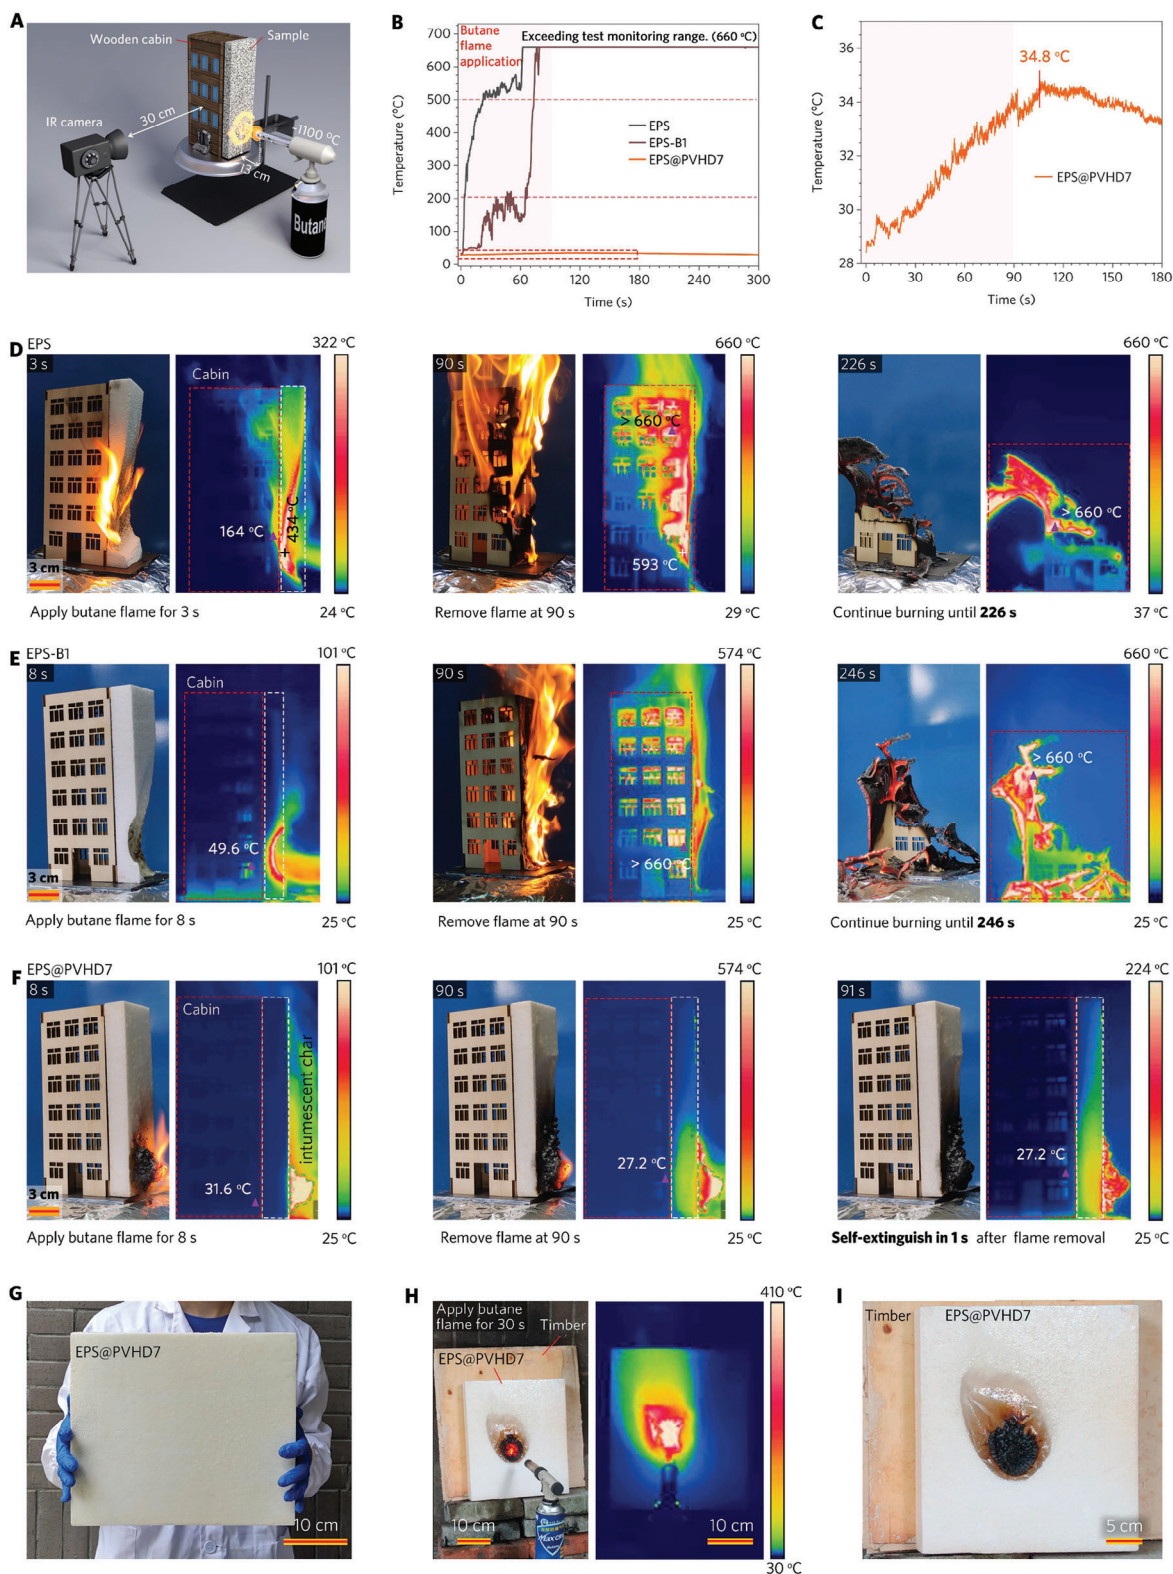 A
Wooden cabin
Sample
30 cm
IR camera
~1100 °C
13 cm
Butane
B
Butane
flame
application
Exceeding test monitoring range. (660 °C)
Temperature (°C)
700
600
500
400
300
200
100
0
EPS
EPS-B1
EPS@PVHD7
0
60
120
180
240
300
Time (s)
C
Temperature (°C)
36
34
32
30
28
34.8 °C
EPS@PVHD7
0
30
60
90
120
150
180
Time (s)
D
EPS
322 °C
3 s
Cabin
164 °C
+ 434 °C
3 cm
Apply butane flame for 3 s
24 °C
660 °C
90 s
> 660 °C
593 °C
Remove flame at 90 s
29 °C
660 °C
226 s
> 660 °C
Continue burning until 226 s
37 °C
E
EPS-B1
101 °C
8 s
Cabin
49.6 °C
3 cm
Apply butane flame for 8 s
25 °C
574 °C
90 s
> 660 °C
Remove flame at 90 s
25 °C
660 °C
246 s
> 660 °C
Continue burning until 246 s
25 °C
F
EPS@PVHD7
101 °C
8 s
Cabin
intumescent char
31.6 °C
3 cm
Apply butane flame for 8 s
25 °C
574 °C
90 s
27.2 °C
Remove flame at 90 s
25 °C
224 °C
91 s
27.2 °C
Self-extinguish in 1 s after flame removal
25 °C
G
EPS@PVHD7
10 cm
H
410 °C
Apply butane
flame for 30 s
Timber
EPS@PVHD7
10 cm
10 cm
30 °C
I
Timber
EPS@PVHD7
5 cm